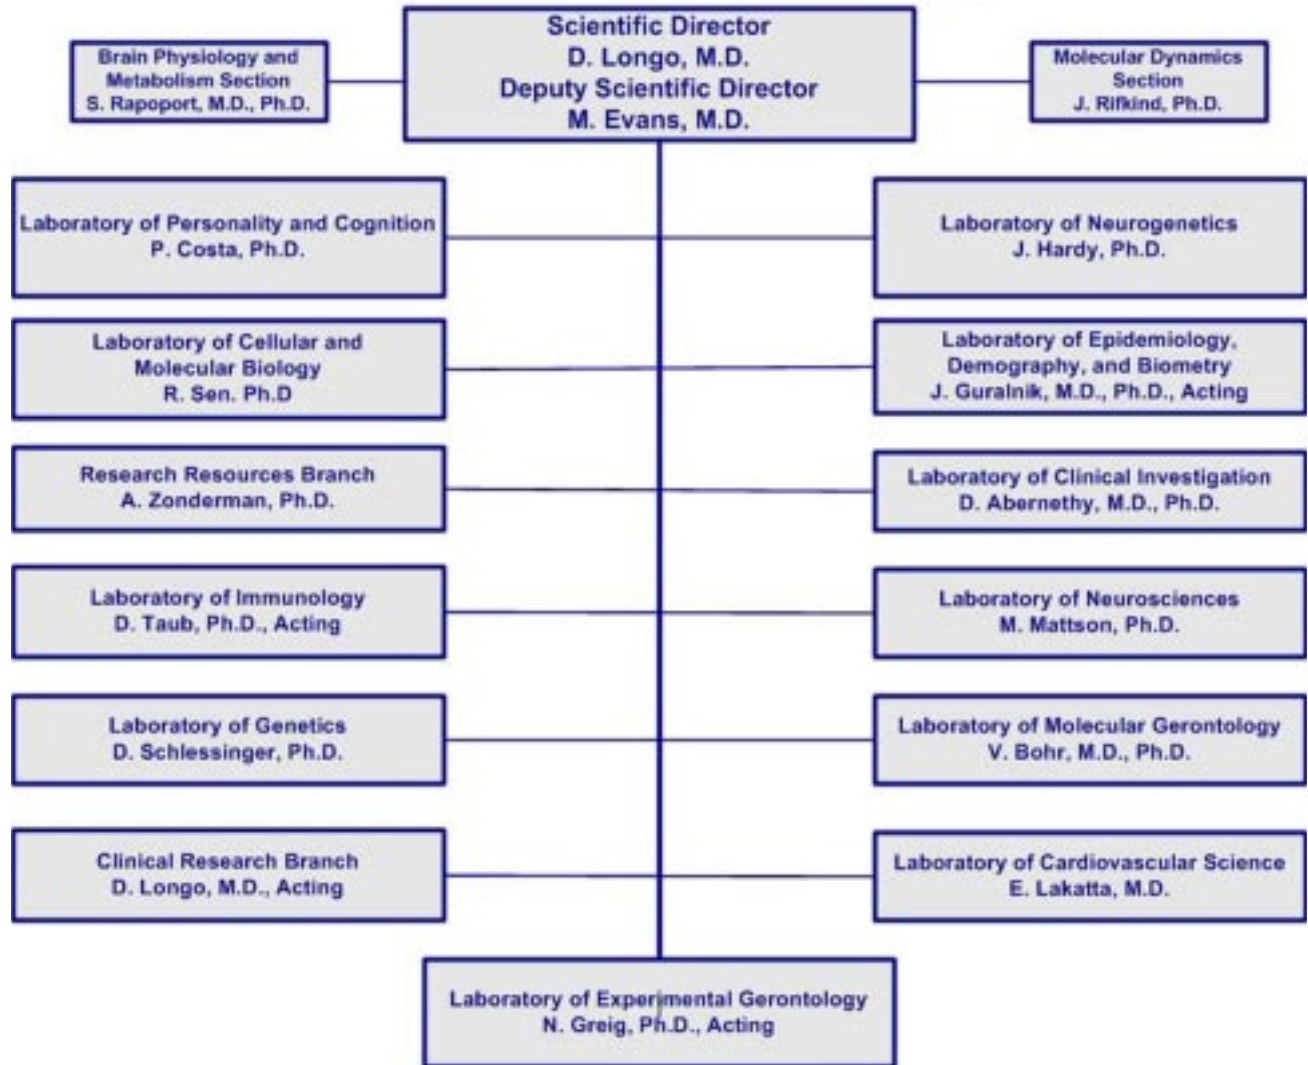 Scientific Director
D. Longo, M.D.
Deputy Scientific Director
M. Evans, M.D.
Brain Physiology and
Metabolism Section
S. Rapoport, M.D., Ph.D.
Molecular Dynamics
Section
J. Rifkind, Ph.D.
Laboratory of Personality and Cognition
P. Costa, Ph.D.
Laboratory of Neurogenetics
J. Hardy, Ph.D.
Laboratory of Cellular and
Molecular Biology
R. Sen. Ph.D
Laboratory of Epidemiology,
Demography, and Biometry
J. Guralnik, M.D., Ph.D., Acting
Research Resources Branch
A. Zonderman, Ph.D.
Laboratory of Clinical Investigation
D. Abernethy, M.D., Ph.D.
Laboratory of Immunology
D. Taub, Ph.D., Acting
Laboratory of Neurosciences
M. Mattson, Ph.D.
Laboratory of Genetics
D. Schlessinger, Ph.D.
Laboratory of Molecular Gerontology
V. Bohr, M.D., Ph.D.
Clinical Research Branch
D. Longo, M.D., Acting
Laboratory of Cardiovascular Science
E. Lakatta, M.D.
Laboratory of Experimental Gerontology
N. Greig, Ph.D., Acting